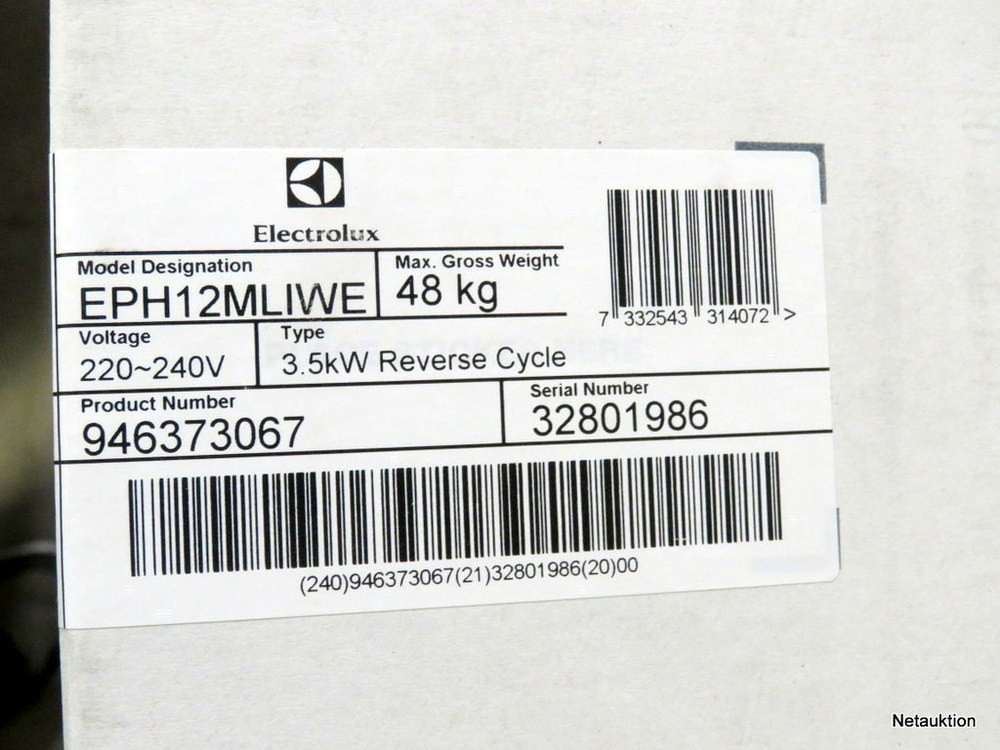 Electrolux
Model Designation
EPH12MLIWE
Max. Gross Weight
48 kg
7 332543 314072 >
Voltage
220~240V
Type
3.5kW Reverse Cycle
Product Number
946373067
Serial Number
32801986
(240)946373067(21)32801986(20)00
Netauktion